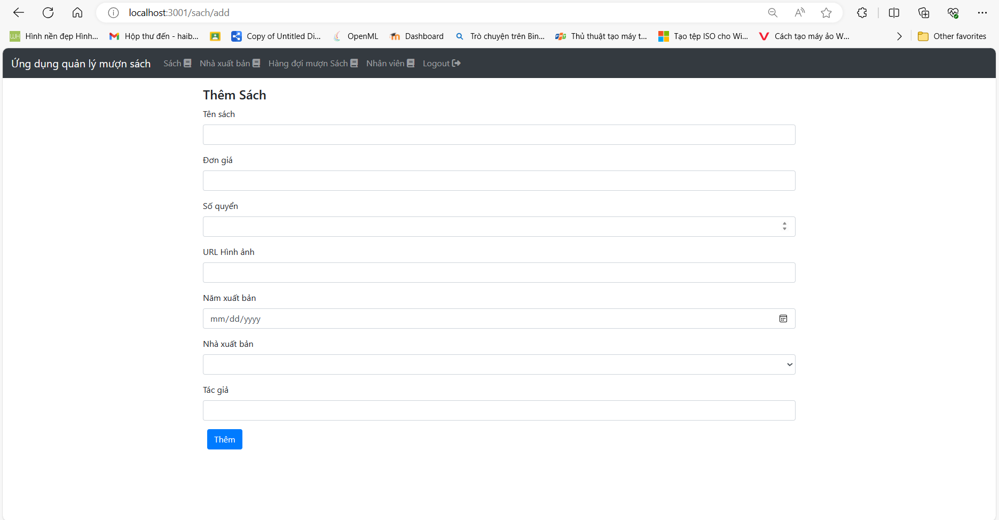 localhost:3001/sach/add
Hình nền đẹp Hình... Hộp thư đến - haib... Copy of Untitled Di... OpenML Dashboard Trò chuyện trên Bin... Thủ thuật tạo máy t... Tạo tệp ISO cho Wi... Cách tạo máy ảo W... Other favorites
Ứng dụng quản lý mượn sách Sách Nhà xuất bản Hàng đợi mượn Sách Nhân viên Logout
Thêm Sách
Tên sách
Đơn giá
Số quyển
URL Hình ảnh
Năm xuất bản
mm/dd/yyyy
Nhà xuất bản
Tác giả
Thêm